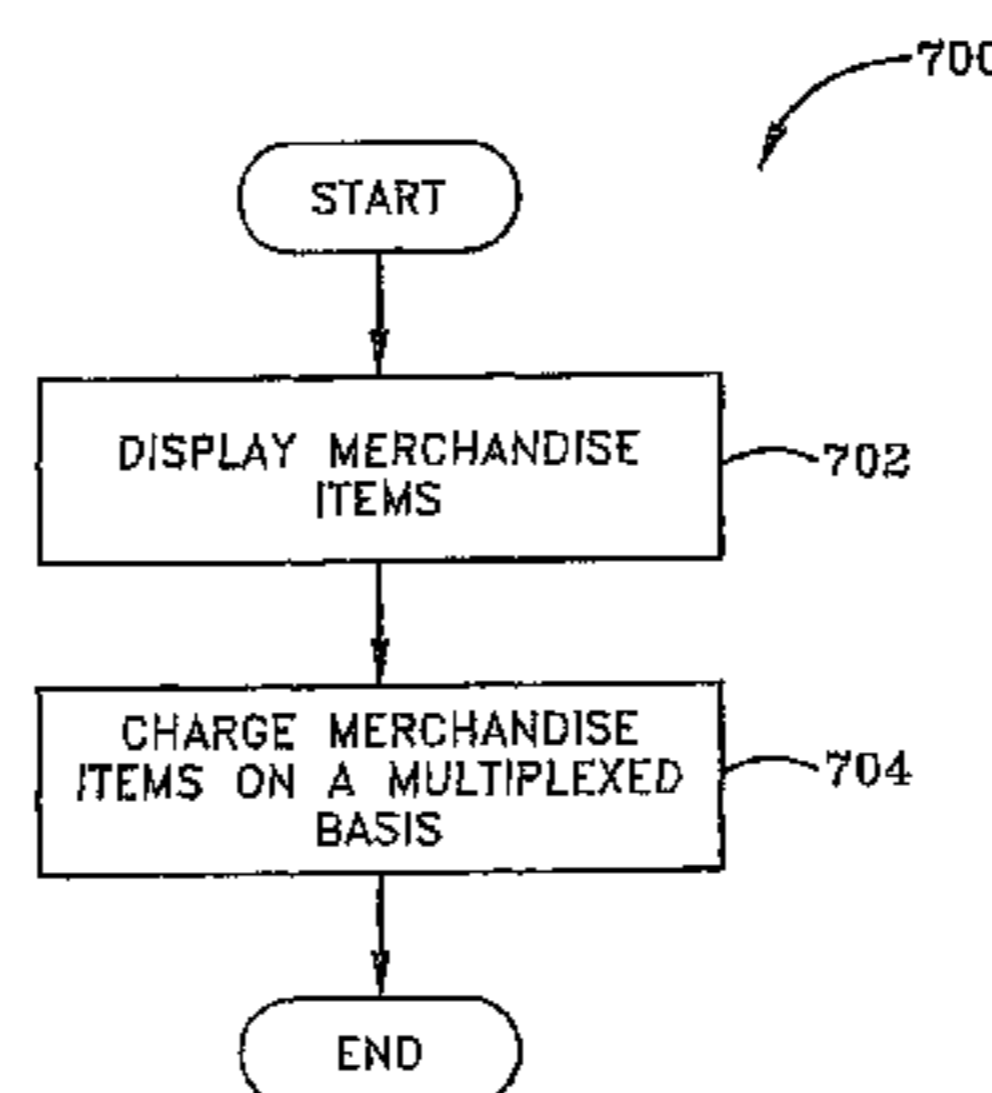 700
START
DISPLAY MERCHANDISE
ITEMS
702
CHARGE MERCHANDISE
ITEMS ON A MULTIPLEXED
BASIS
704
END